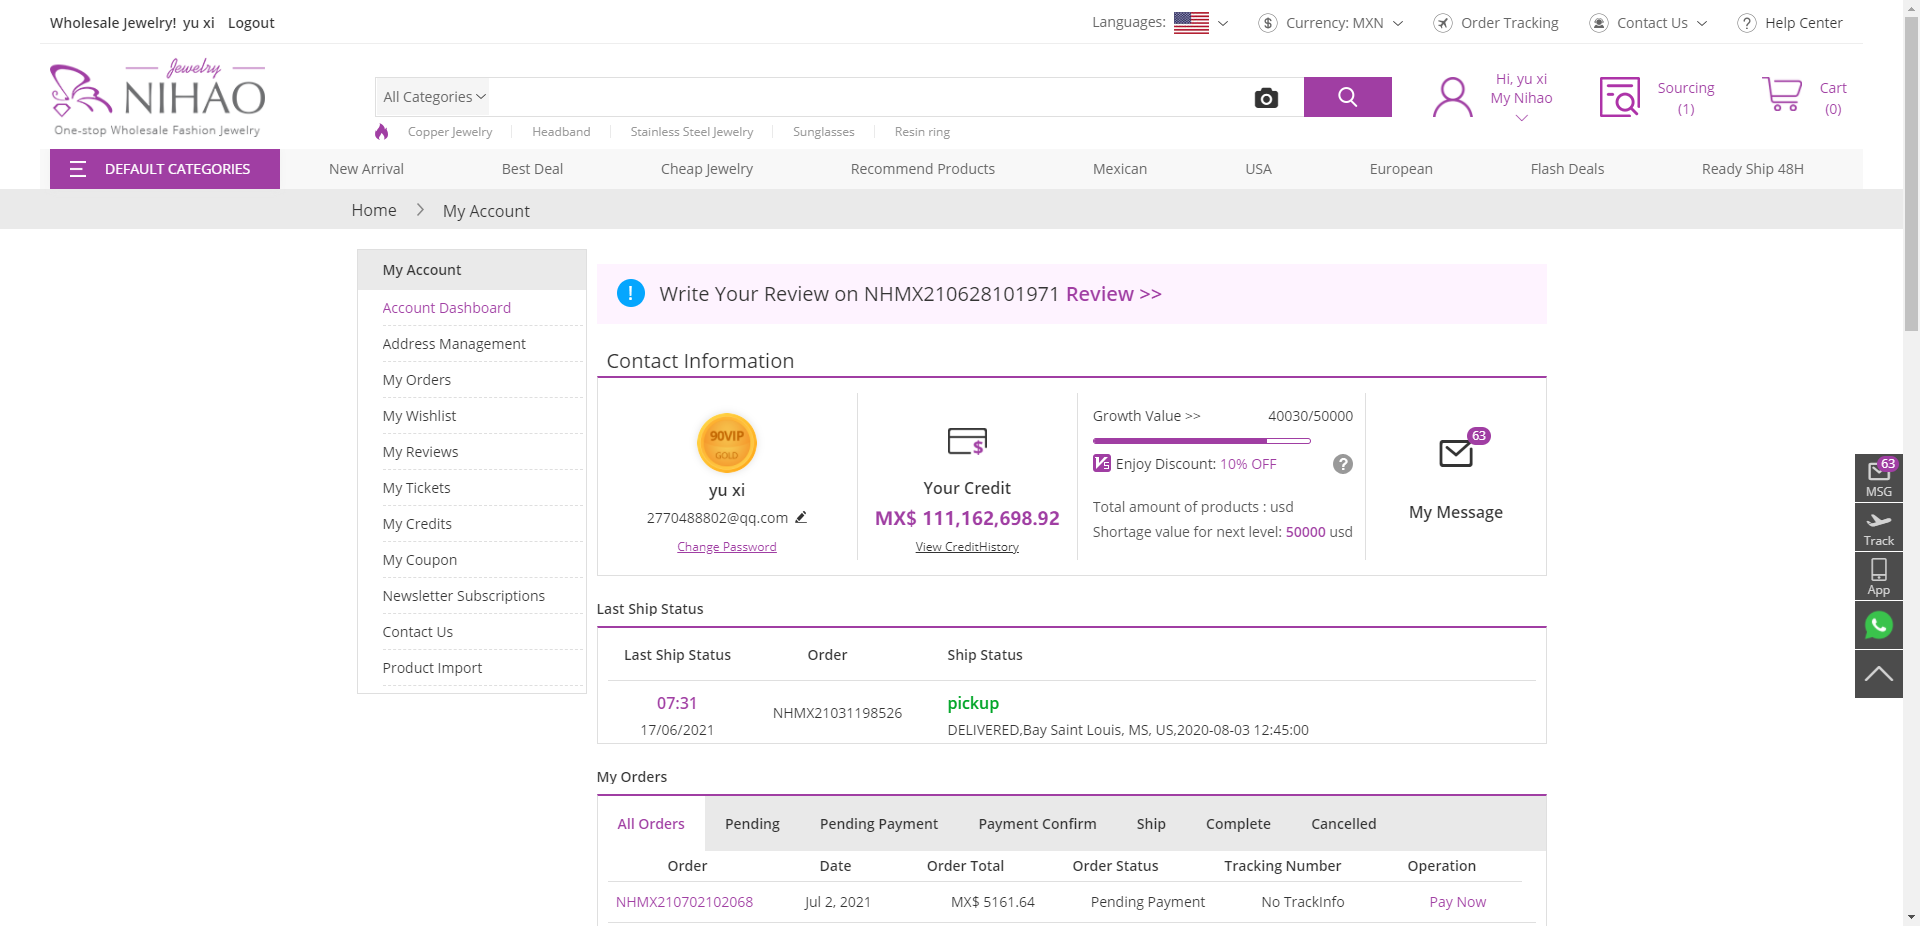 Wholesale Jewelry! yu xi Logout
Languages:
Currency: MXN
Order Tracking
Contact Us
Help Center
Jewelry
NIHAO
One-stop Wholesale Fashion Jewelry
All Categories
Hi, yu xi
My Nihao
Sourcing
(1)
Cart
(0)
Copper Jewelry
Headband
Stainless Steel Jewelry
Sunglasses
Resin ring
DEFAULT CATEGORIES
New Arrival
Best Deal
Cheap Jewelry
Recommend Products
Mexican
USA
European
Flash Deals
Ready Ship 48H
Home
My Account
My Account
Account Dashboard
Address Management
My Orders
My Wishlist
My Reviews
My Tickets
My Credits
My Coupon
Newsletter Subscriptions
Contact Us
Product Import
Write Your Review on NHMX210628101971 Review >>
Contact Information
90VIP
GOLD
yu xi
2770488802@qq.com
Change Password
Your Credit
MX$ 111,162,698.92
View CreditHistory
Growth Value >> 40030/50000
Enjoy Discount: 10% OFF
Total amount of products : usd
Shortage value for next level: 50000 usd
63
My Message
63
MSG
Track
App
Last Ship Status
Last Ship Status Order Ship Status
07:31
17/06/2021
NHMX21031198526
pickup
DELIVERED,Bay Saint Louis, MS, US,2020-08-03 12:45:00
My Orders
All Orders Pending Pending Payment Payment Confirm Ship Complete Cancelled
Order Date Order Total Order Status Tracking Number Operation
NHMX210702102068 Jul 2, 2021 MX$ 5161.64 Pending Payment No TrackInfo Pay Now